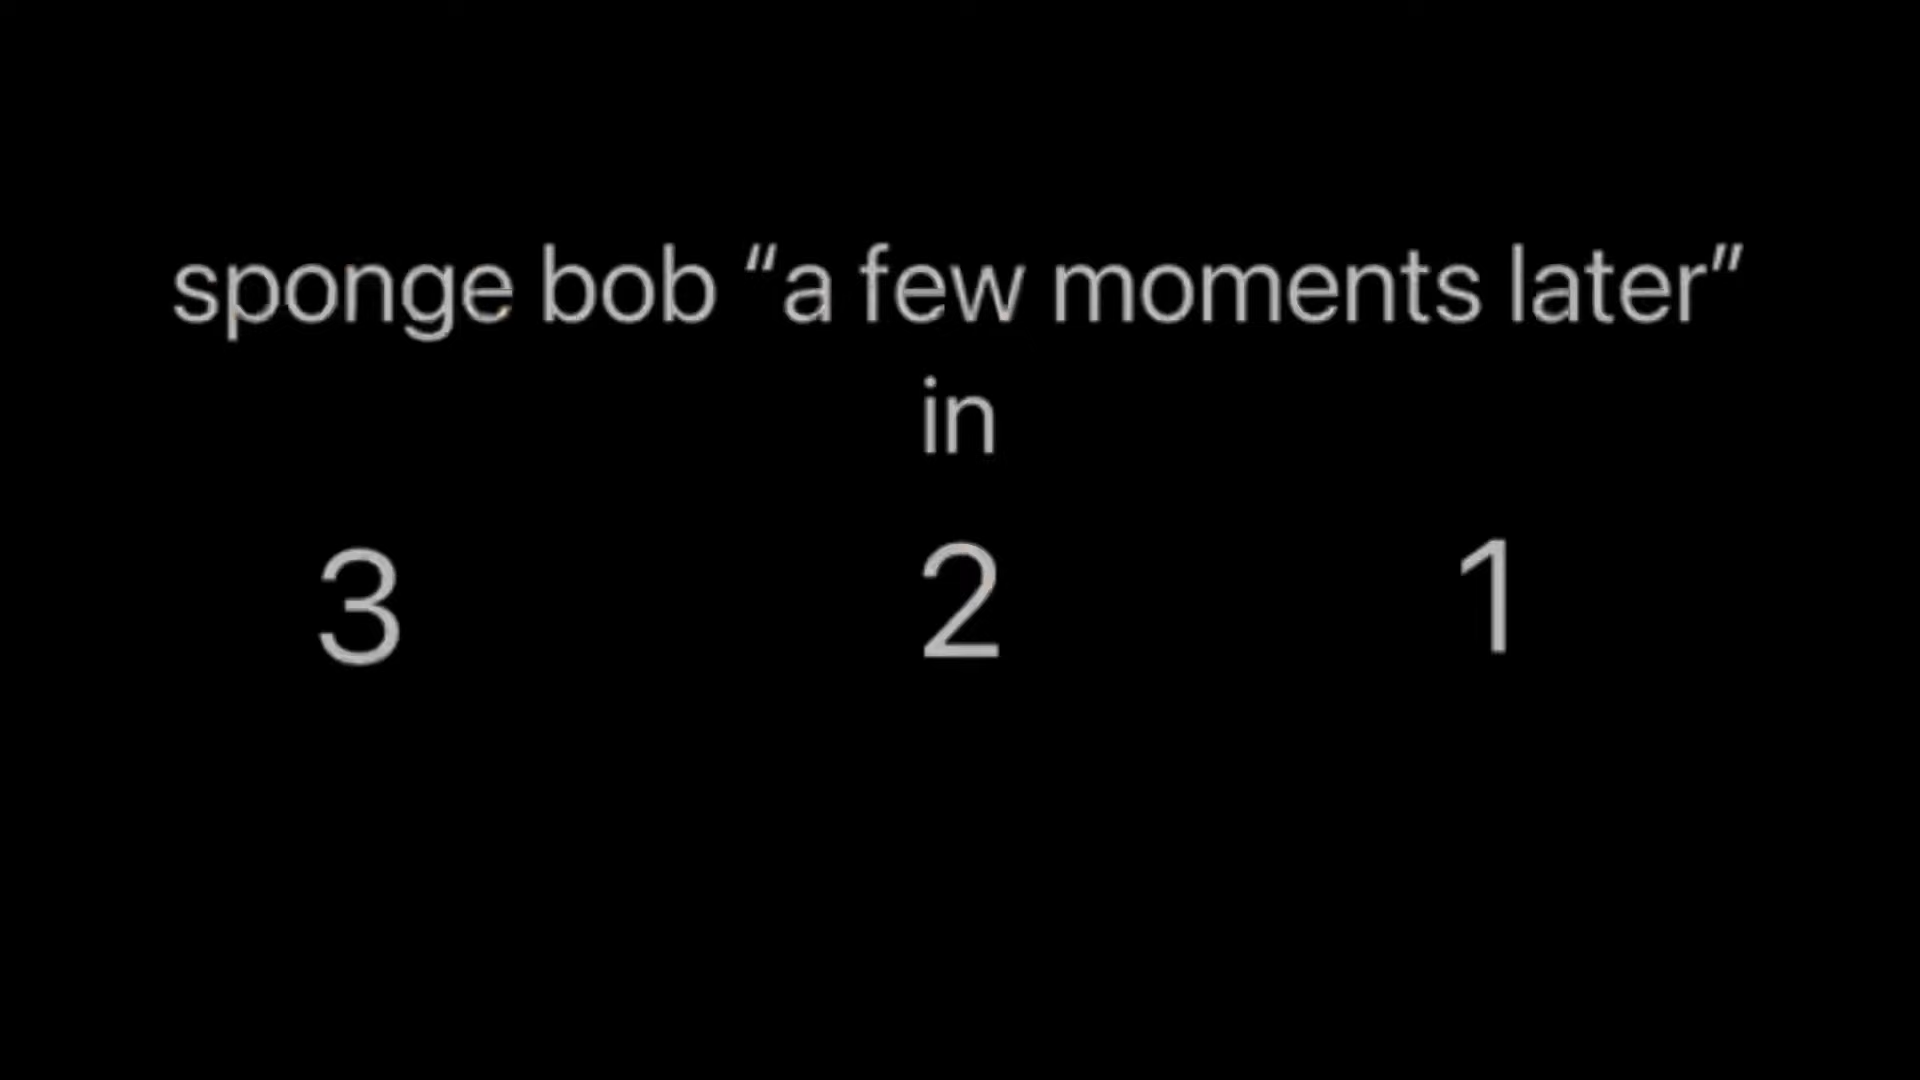 sponge bob “a few moments later”
in
3 2 1